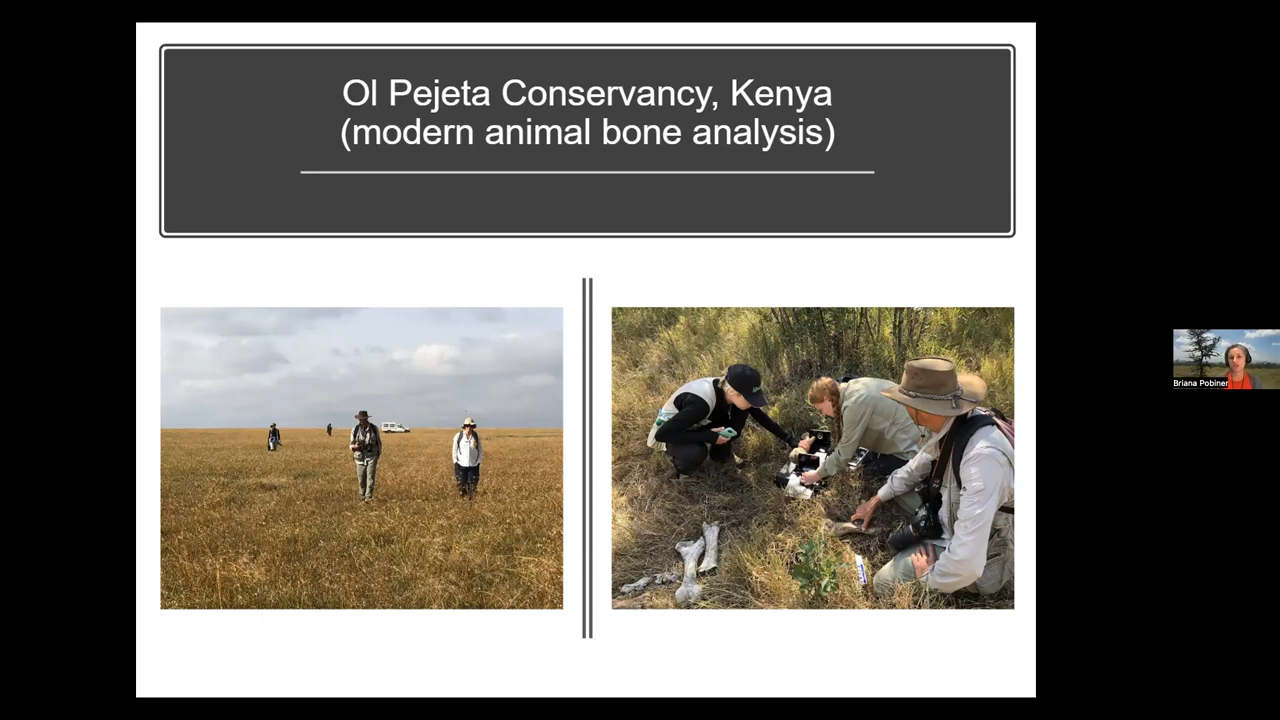 Ol Pejeta Conservancy, Kenya
(modern animal bone analysis)
Briana Pobiner